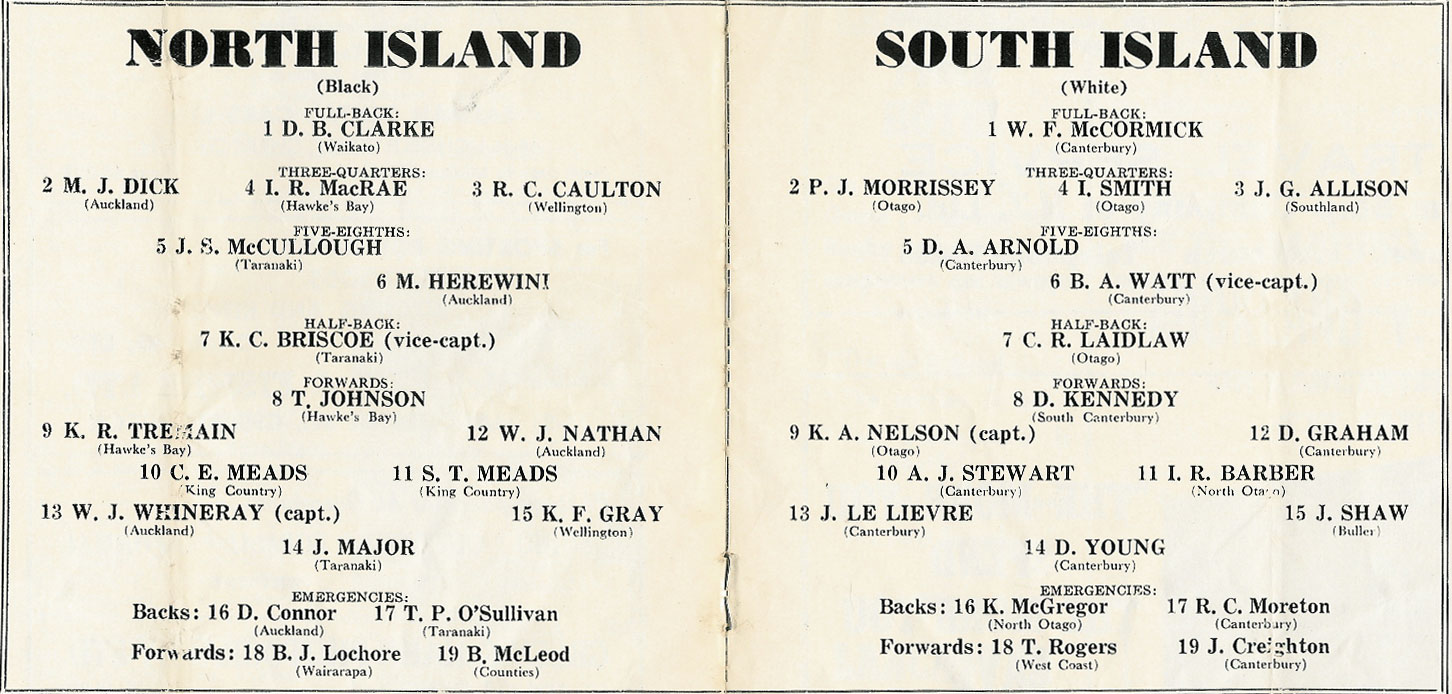 NORTH ISLAND
(Black)
FULL-BACK:
1 D. B. CLARKE
(Waikato)
THREE-QUARTERS:
2 M. J. DICK 4 I. R. MacRAE 3 R. C. CAULTON
(Auckland) (Hawke's Bay) (Wellington)
FIVE-EIGHTHS:
5 J. S. McCULLOUGH
(Taranaki)
6 M. HEREWINI
(Auckland)
HALF-BACK:
7 K. C. BRISCOE (vice-capt.)
(Taranaki)
FORWARDS:
8 T. JOHNSON
(Hawke's Bay)
9 K. R. TREMAIN 12 W. J. NATHAN
(Hawke's Bay) (Auckland)
10 C. E. MEADS 11 S. T. MEADS
(King Country) (King Country)
13 W. J. WHINERAY (capt.) 15 K. F. GRAY
(Auckland) (Wellington)
14 J. MAJOR
(Taranaki)
EMERGENCIES:
Backs: 16 D. Connor 17 T. P. O'Sullivan
(Auckland) (Taranaki)
Forwards: 18 B. J. Lochore 19 B. McLeod
(Wairarapa) (Counties)
SOUTH ISLAND
(White)
FULL-BACK:
1 W. F. McCORMICK
(Canterbury)
THREE-QUARTERS:
2 P. J. MORRISSEY 4 I. SMITH 3 J. G. ALLISON
(Otago) (Otago) (Southland)
FIVE-EIGHTHS:
5 D. A. ARNOLD
(Canterbury)
6 B. A. WATT (vice-capt.)
(Canterbury)
HALF-BACK:
7 C. R. LAIDLAW
(Otago)
FORWARDS:
8 D. KENNEDY
(South Canterbury)
9 K. A. NELSON (capt.) 12 D. GRAHAM
(Otago) (Canterbury)
10 A. J. STEWART 11 I. R. BARBER
(Canterbury) (North Otago)
13 J. LE LIEVRE 15 J. SHAW
(Canterbury) (Buller)
14 D. YOUNG
(Canterbury)
EMERGENCIES:
Backs: 16 K. McGregor 17 R. C. Moreton
(North Otago) (Canterbury)
Forwards: 18 T. Rogers 19 J. Creighton
(West Coast) (Canterbury)